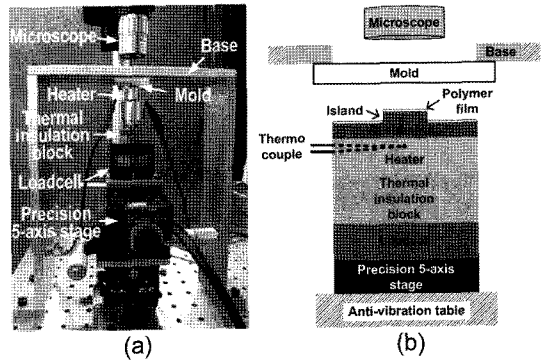 Microscope
Base
Heater
Mold
Thermal
insulation
block
Loadcell
Precision
5-axis stage
(a)
Microscope
Base
Mold
Polymer
film
Island
Thermo
couple
Heater
Thermal
insulation
block
Precision 5-axis
stage
Anti-vibration table
(b)